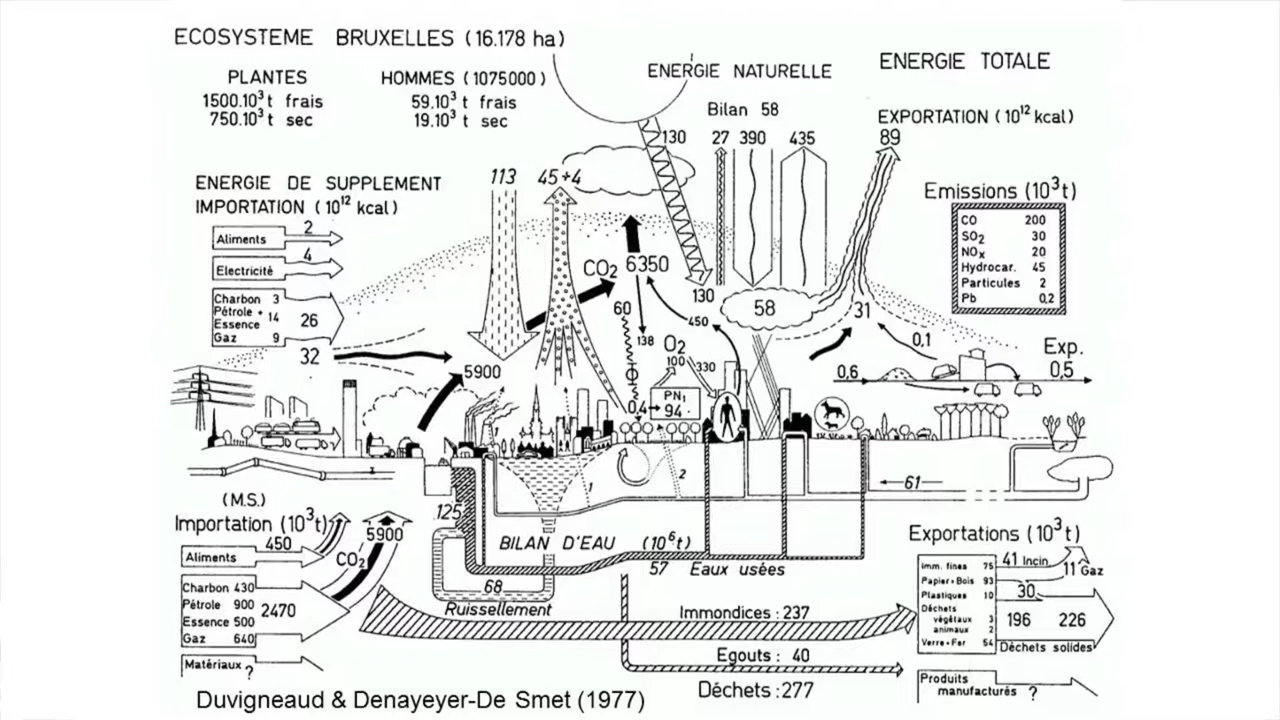 ECOSYSTEME BRUXELLES (16.178 ha)
PLANTES
1500.10³t frais
750.10³t sec
HOMMES (1075000)
59.10³t frais
19.10³t sec
ENERGIE NATURELLE
Bilan 58
130
27 390 435
ENERGIE TOTALE
EXPORTATION (10¹² kcal)
89
ENERGIE DE SUPPLEMENT
IMPORTATION (10¹² kcal)
Aliments 2
Electricité 4
Charbon 3
Pétrole + 14
Essence
Gaz 9
26
32
113
45+4
CO₂ 6350
130
58
31
Emissions (10³t)
CO 200
SO₂ 30
NOₓ 20
Hydrocar. 45
Particules 2
Pb 0,2
60
138
450
O₂
100
330
PN₁
94
0,4
5900
0,1
0,6
Exp.
0,5
1
2
61
125
BILAN D'EAU (10⁶t)
57 Eaux usées
68
Ruissellement
(M.S.)
Importation (10³t)
450
Aliments
CO₂
5900
Charbon 430
Pétrole 900
Essence 500
Gaz 640
2470
Matériaux ?
Immondices : 237
Egouts : 40
Déchets : 277
Exportations (10³t)
Imm. fines 75
Papier+Bois 93
Plastiques 10
Déchets
végétaux 3
animaux 2
Verre+Fer 54
41 Incin.
11 Gaz
30
196 226
Déchets solides
Produits
manufacturés ?
Duvigneaud & Denayeyer-De Smet (1977)